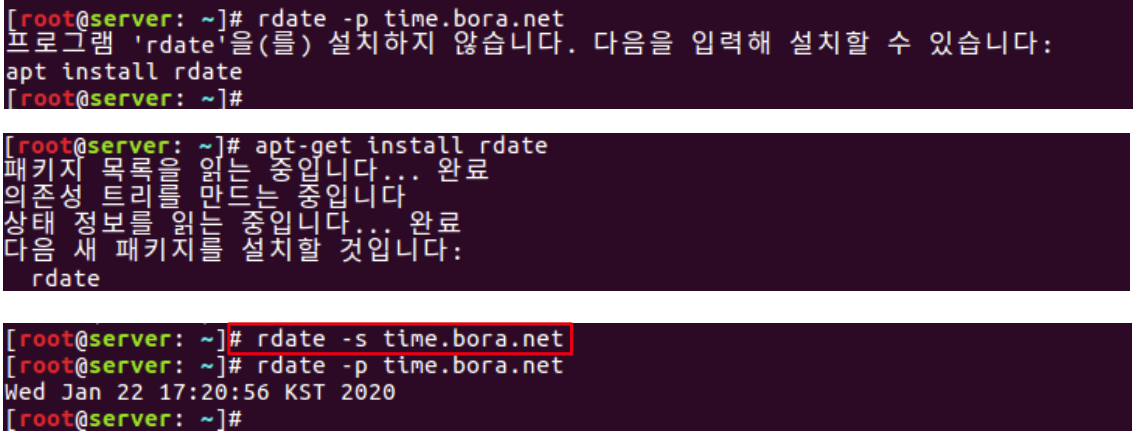 [root@server: ~]# rdate -p time.bora.net
프로그램 'rdate'을(를) 설치하지 않습니다. 다음을 입력해 설치할 수 있습니다:
apt install rdate
[root@server: ~]#
[root@server: ~]# apt-get install rdate
패키지 목록을 읽는 중입니다... 완료
의존성 트리를 만드는 중입니다
상태 정보를 읽는 중입니다... 완료
다음 새 패키지를 설치할 것입니다:
  rdate
[root@server: ~]# rdate -s time.bora.net
[root@server: ~]# rdate -p time.bora.net
Wed Jan 22 17:20:56 KST 2020
[root@server: ~]#